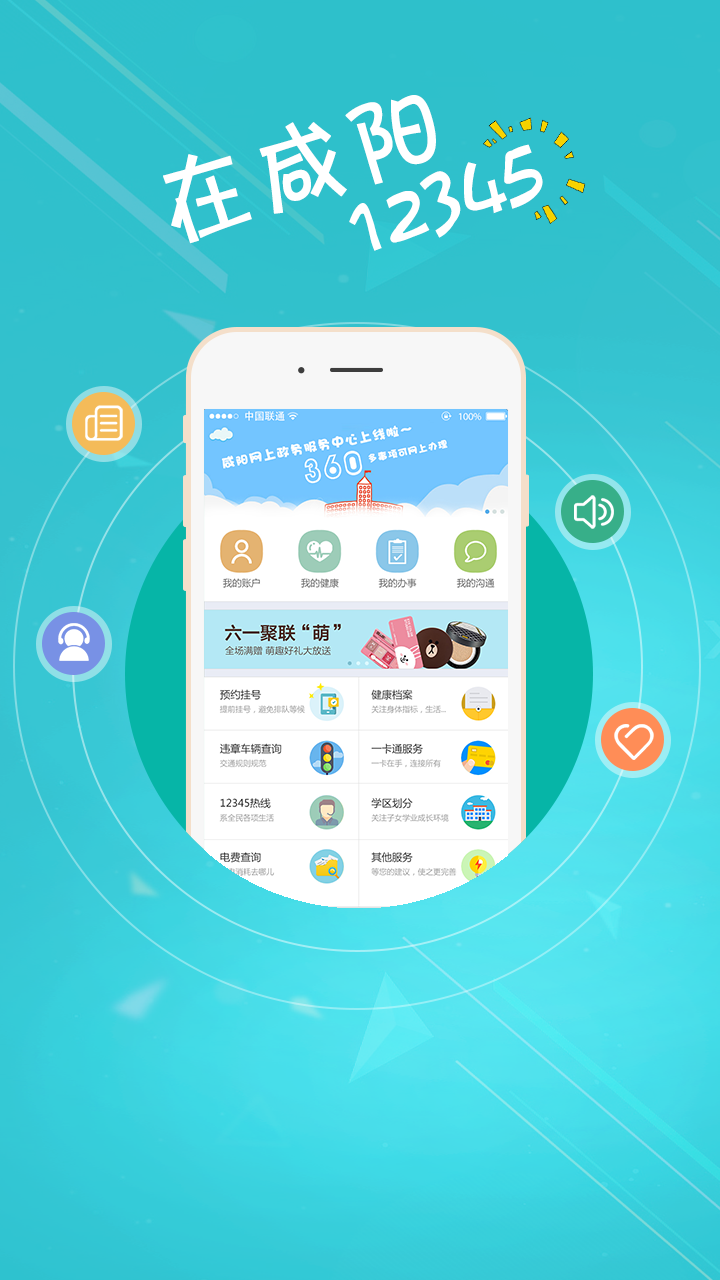 在咸阳
12345
中国联通
100%
咸阳网上政务服务中心上线啦～
360多事项可网上办理
我的账户
我的健康
我的办事
我的沟通
六一聚联“萌”
全场满赠 萌趣好礼大放送
预约挂号
提前挂号，避免排队等候
健康档案
关注身体指标，生活...
违章车辆查询
交通规则规范
一卡通服务
一卡在手，连接所有
12345热线
系全民各项生活
学区划分
关注子女学业成长环境
电费查询
消耗去哪儿
其他服务
等您的建议，使之更完善